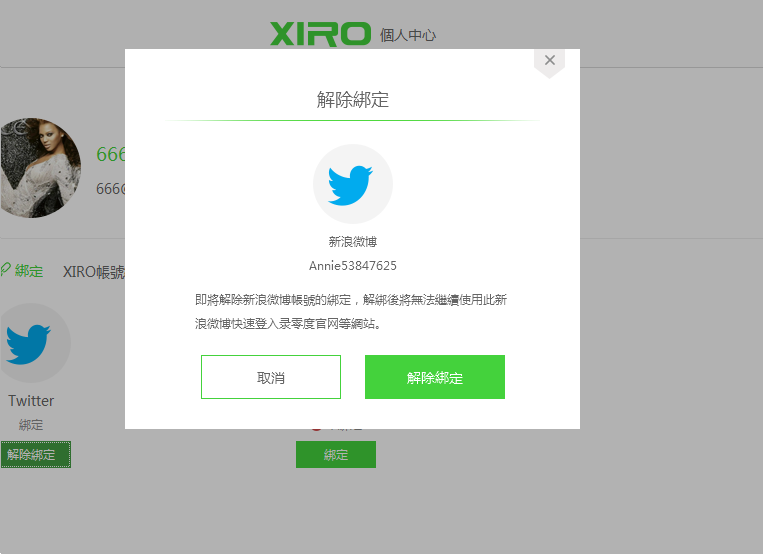 XIRO 個人中心
解除綁定
666
666@
新浪微博
Annie53847625
綁定 XIRO帳號
即將解除新浪微博帳號的綁定，解綁後將無法繼續使用此新
浪微博快速登入录零度官网等網站。
取消 解除綁定
Twitter
綁定
解除綁定 綁定